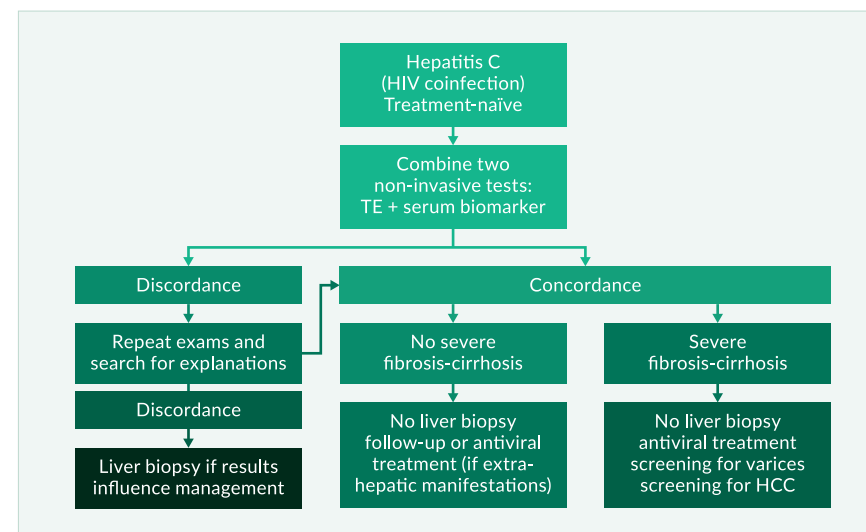 Hepatitis C
(HIV coinfection)
Treatment-naïve
Combine two
non-invasive tests:
TE + serum biomarker
Discordance
Concordance
Repeat exams and
search for explanations
No severe
fibrosis-cirrhosis
Severe
fibrosis-cirrhosis
Discordance
Liver biopsy if results
influence management
No liver biopsy
follow-up or antiviral
treatment (if extra-
hepatic manifestations)
No liver biopsy
antiviral treatment
screening for varices
screening for HCC